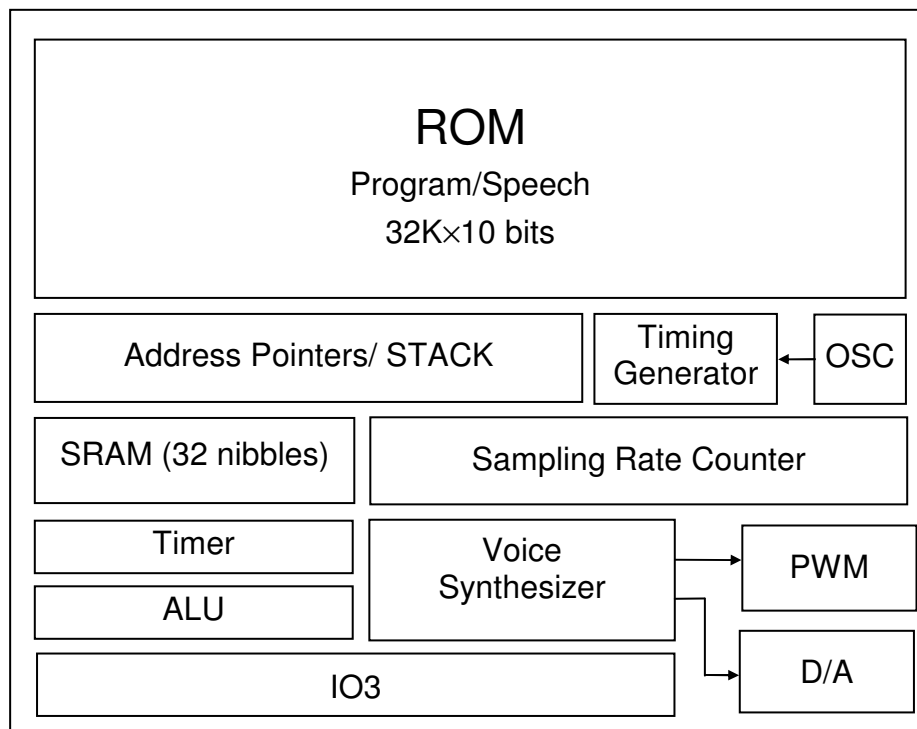 ROM
Program/Speech
32K×10 bits
Address Pointers/ STACK
Timing
Generator
OSC
SRAM (32 nibbles)
Sampling Rate Counter
Timer
Voice
Synthesizer
PWM
ALU
IO3
D/A